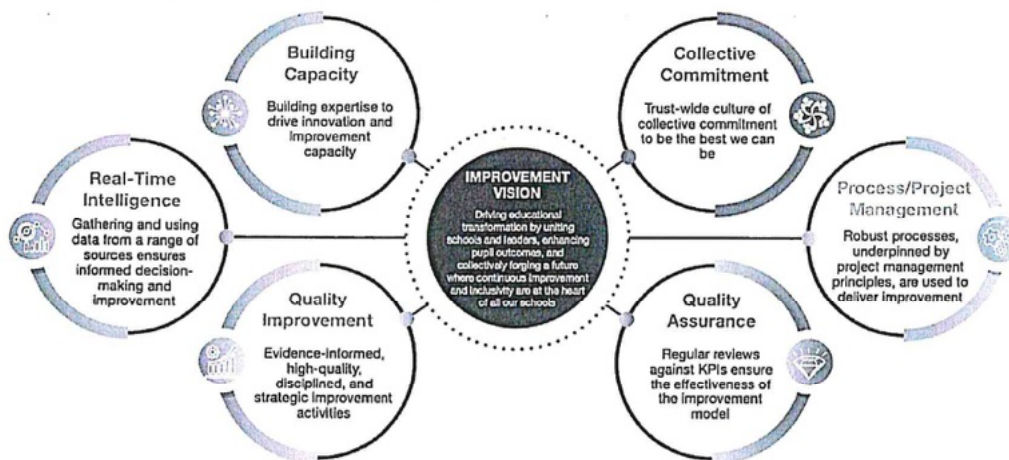 Building
Capacity
Building expertise to
drive innovation and
improvement
capacity
Collective
Commitment
Trust-wide culture of
collective commitment
to be the best we can
be
Real-Time
Intelligence
Gathering and using
data from a range of
sources ensures
informed decision-
making and
improvement
IMPROVEMENT
VISION
Driving educational
transformation by uniting
schools and leaders, enhancing
pupil outcomes, and
collectively forging a future
where continuous improvement
and inclusivity are at the heart
of all our schools
Process/Project
Management
Robust processes,
underpinned by
project management
principles, are used to
deliver improvement
Quality
Improvement
Evidence-informed,
high-quality,
disciplined, and
strategic improvement
activities
Quality
Assurance
Regular reviews
against KPIs ensure
the effectiveness of
the improvement
model